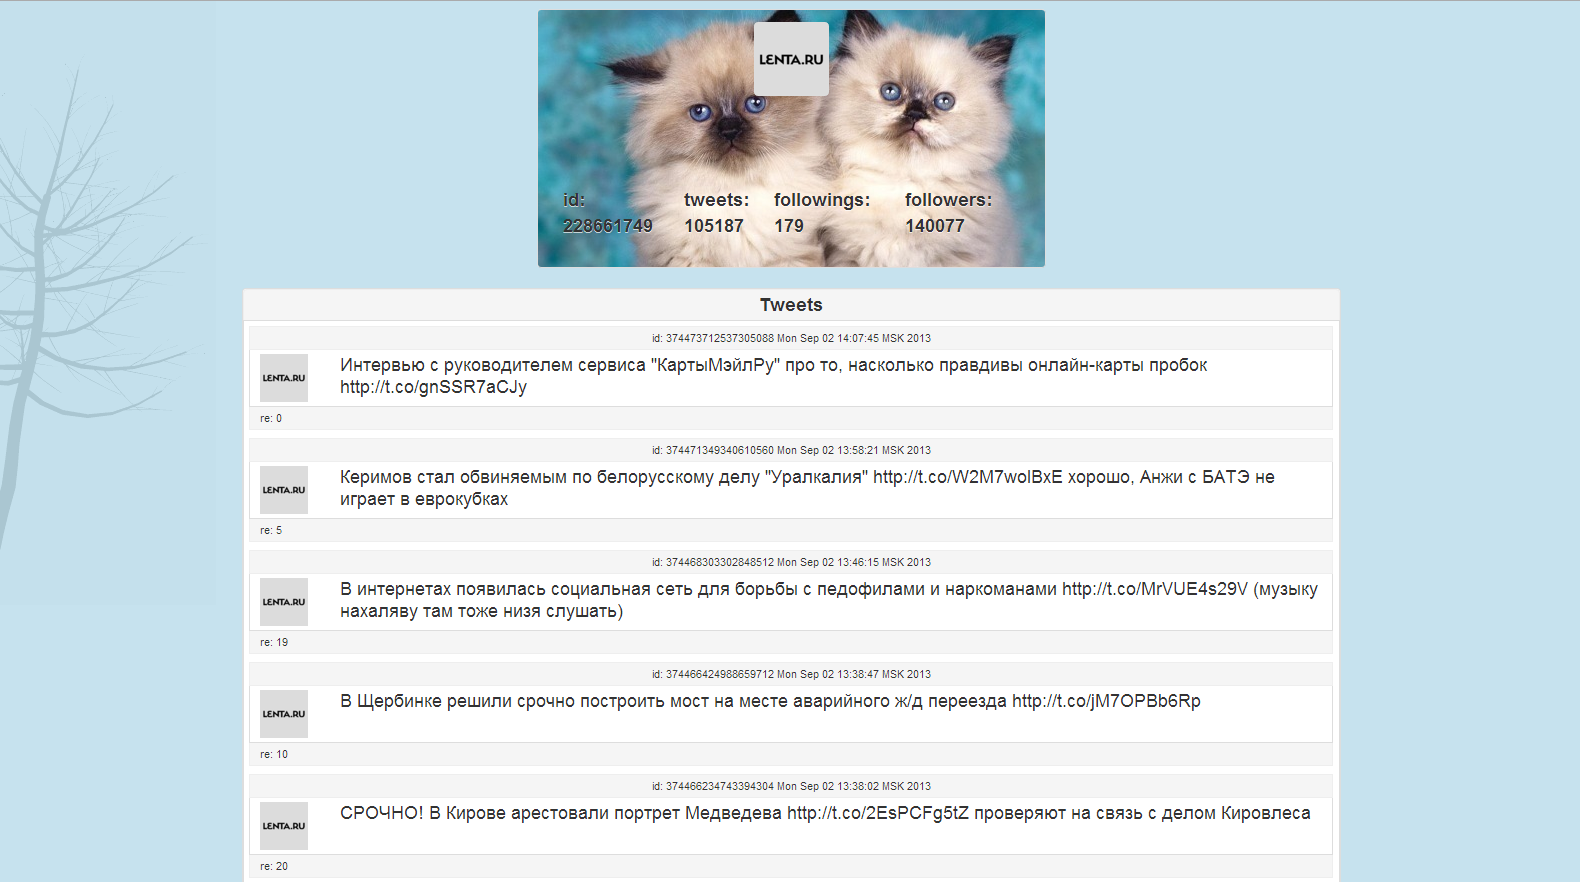 LENTA.RU
id: tweets: followings: followers:
228661749 105187 179 140077
Tweets
id: 374473712537305088 Mon Sep 02 14:07:45 MSK 2013
LENTA.RU
Интервью с руководителем сервиса "КартыМэйлРу" про то, насколько правдивы онлайн-карты пробок
http://t.co/gnSSR7aCJy
re: 0
id: 374471349340610560 Mon Sep 02 13:58:21 MSK 2013
LENTA.RU
Керимов стал обвиняемым по белорусскому делу "Уралкалия" http://t.co/W2M7wolBxE хорошо, Анжи с БАТЭ не
играет в еврокубках
re: 5
id: 374468303302848512 Mon Sep 02 13:46:15 MSK 2013
LENTA.RU
В интернетах появилась социальная сеть для борьбы с педофилами и наркоманами http://t.co/MrVUE4s29V (музыку
нахаляву там тоже низя слушать)
re: 19
id: 374466424988659712 Mon Sep 02 13:38:47 MSK 2013
LENTA.RU
В Щербинке решили срочно построить мост на месте аварийного ж/д переезда http://t.co/jM7OPBb6Rp
re: 10
id: 374466234743394304 Mon Sep 02 13:38:02 MSK 2013
LENTA.RU
СРОЧНО! В Кирове арестовали портрет Медведева http://t.co/2EsPCFg5tZ проверяют на связь с делом Кировлеса
re: 20